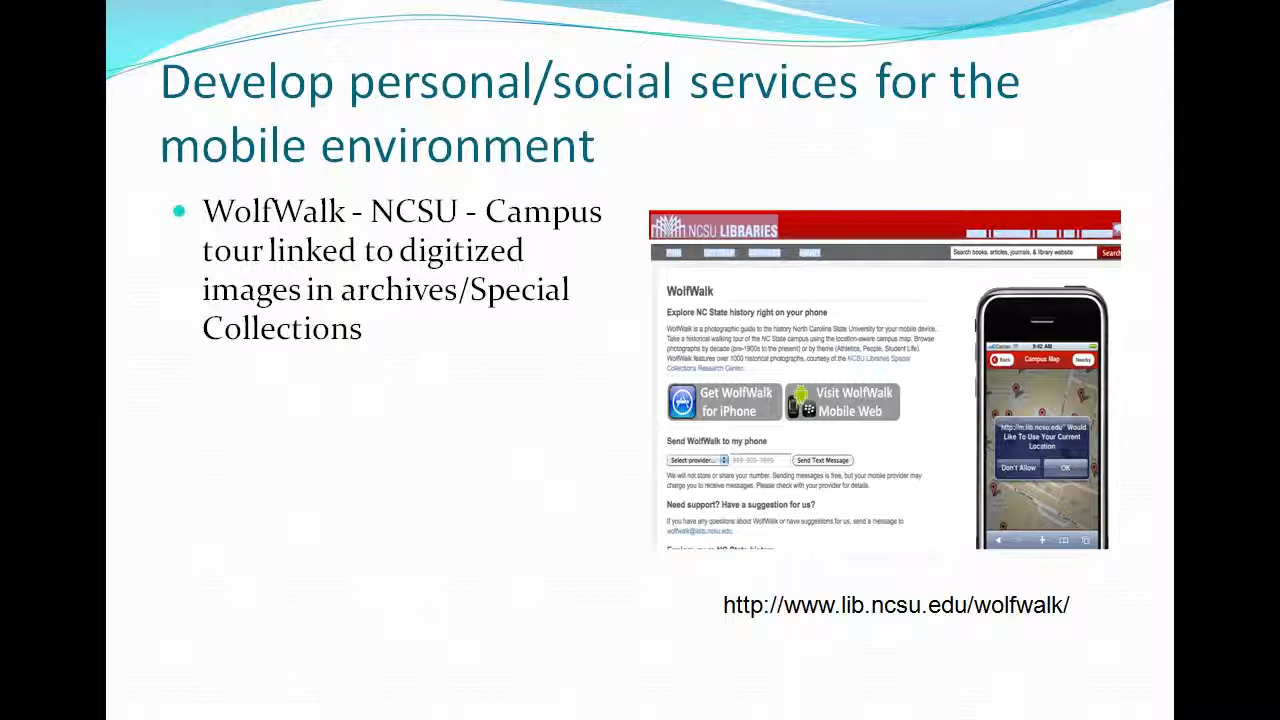 Develop personal/social services for the
mobile environment
WolfWalk - NCSU - Campus
tour linked to digitized
images in archives/Special
Collections
NCSU LIBRARIES
Search books, articles, journals, & library website
Search
WolfWalk
Explore NC State history right on your phone
WolfWalk is a photographic guide to the history North Carolina State University for your mobile device.
Take a historical walking tour of the NC State campus using the location-aware campus map. Browse
photographs by decade (pre-1900s to the present) or by theme (Athletics, People, Student Life).
WolfWalk features over 1000 historical photographs, courtesy of the NCSU Libraries Special
Collections Research Center.
Get WolfWalk
for iPhone
Visit WolfWalk
Mobile Web
Send WolfWalk to my phone
Select provider...
Send Text Message
We will not store or share your number. Sending messages is free, but your mobile provider may
charge you to receive messages. Please check with your provider for details.
Need support? Have a suggestion for us?
If you have any questions about WolfWalk or have suggestions for us, send a message to
wolfwalk@lists.ncsu.edu.
Carrier
9:42 AM
Back
Campus Map
Nearby
"http://m.lib.ncsu.edu" Would
Like To Use Your Current
Location
Don't Allow
OK
http://www.lib.ncsu.edu/wolfwalk/